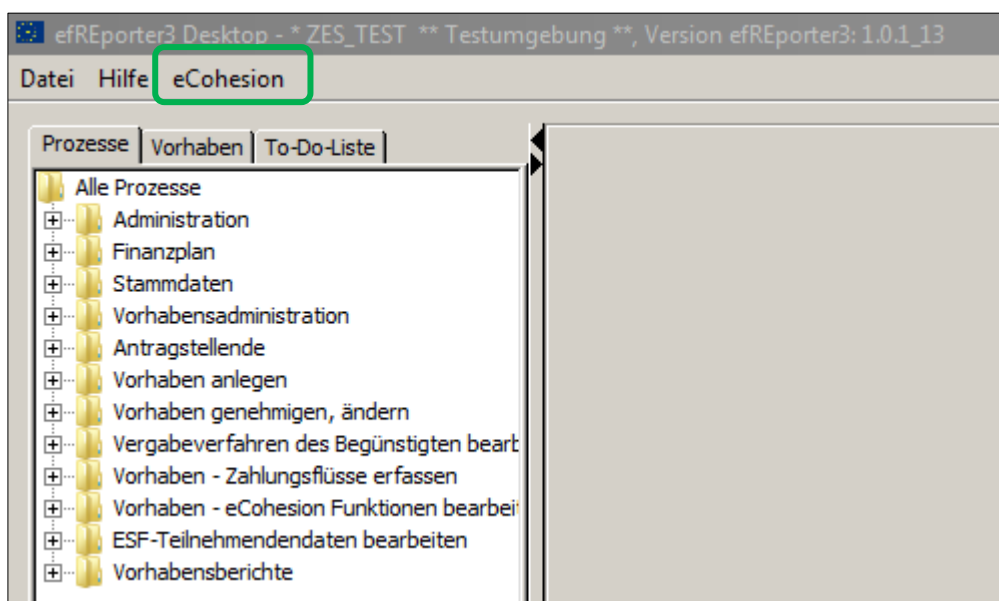 efREporter3 Desktop - * ZES_TEST ** Testumgebung **, Version efREporter3: 1.0.1_13
Datei Hilfe eCohesion
Prozesse Vorhaben To-Do-Liste
Alle Prozesse
Administration
Finanzplan
Stammdaten
Vorhabensadministration
Antragstellende
Vorhaben anlegen
Vorhaben genehmigen, ändern
Vergabeverfahren des Begünstigten bearb
Vorhaben - Zahlungsflüsse erfassen
Vorhaben - eCohesion Funktionen bearbei
ESF-Teilnehmendendaten bearbeiten
Vorhabensberichte